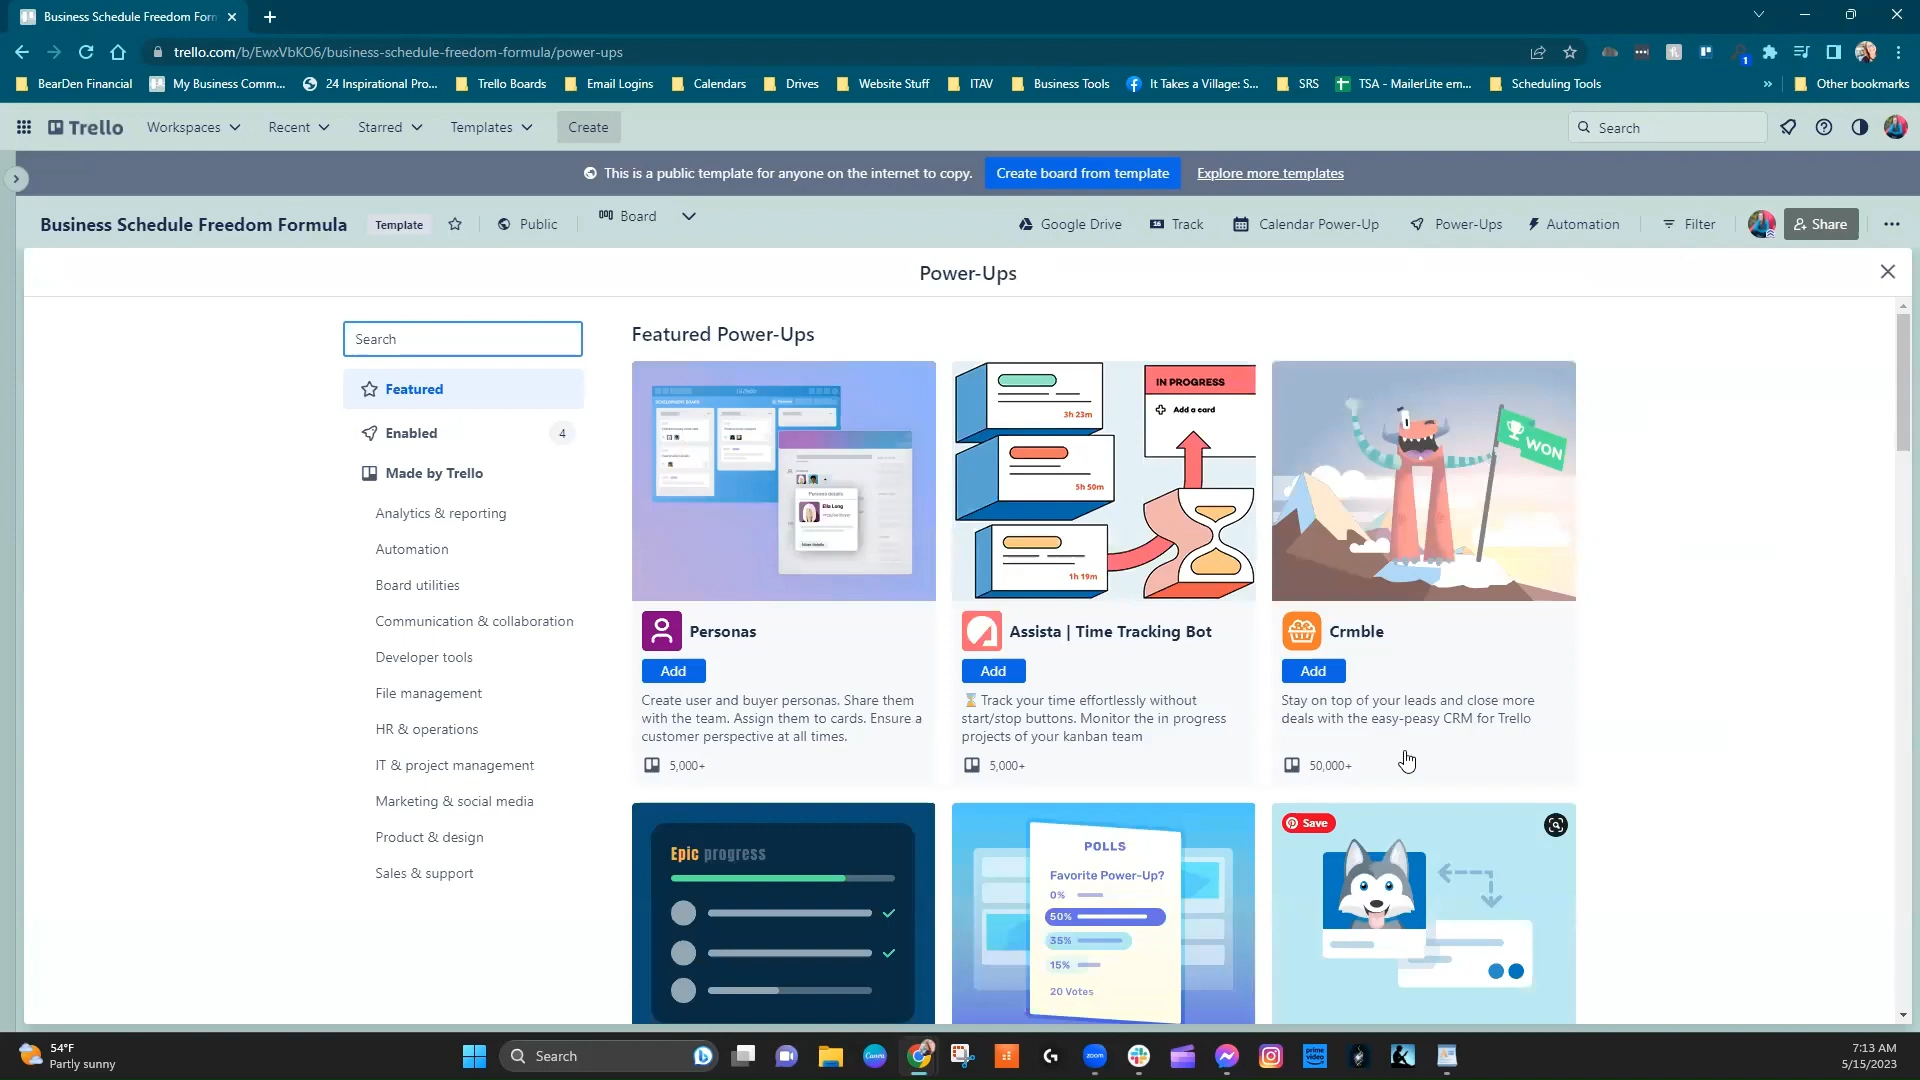 Business Schedule Freedom Form
trello.com/b/EwxVbKO6/business-schedule-freedom-formula/power-ups
1
BearDen Financial
My Business Comm...
24 Inspirational Pro...
Trello Boards
Email Logins
Calendars
Drives
Website Stuff
ITAV
Business Tools
It Takes a Village: S...
SRS
TSA - MailerLite em...
Scheduling Tools
»
Other bookmarks
Trello
Workspaces
Recent
Starred
Templates
Create
Search
This is a public template for anyone on the internet to copy.
Create board from template
Explore more templates
Business Schedule Freedom Formula
Template
Public
Board
Google Drive
Track
Calendar Power-Up
Power-Ups
Automation
Filter
Share
Power-Ups
Search
Featured
Enabled
4
Made by Trello
Analytics & reporting
Automation
Board utilities
Communication & collaboration
Developer tools
File management
HR & operations
IT & project management
Marketing & social media
Product & design
Sales & support
Featured Power-Ups
Personas
Add
Create user and buyer personas. Share them
with the team. Assign them to cards. Ensure a
customer perspective at all times.
5,000+
3h 23m
5h 50m
1h 19m
IN PROGRESS
Add a card
Assista | Time Tracking Bot
Add
⌛Track your time effortlessly without
start/stop buttons. Monitor the in progress
projects of your kanban team
5,000+
WON
Crmble
Add
Stay on top of your leads and close more
deals with the easy-peasy CRM for Trello
50,000+
Epic progress
POLLS
Favorite Power-Up?
0%
50%
35%
15%
20 Votes
Save
54°F
Partly sunny
Search
Canva
zoom
prime video
7:13 AM
5/15/2023